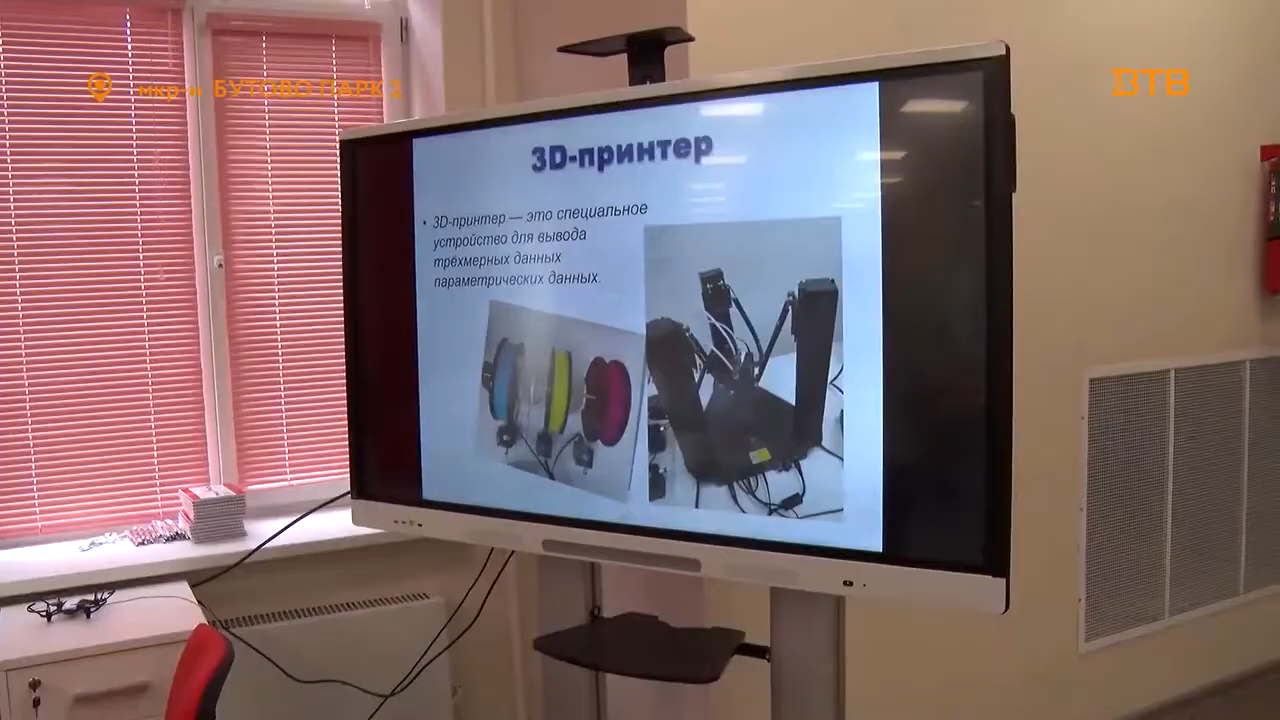 мкр-н БУТОВО ПАРК 2
ВТВ
3D-принтер
• 3D-принтер — это специальное
устройство для вывода
трёхмерных данных
параметрических данных.